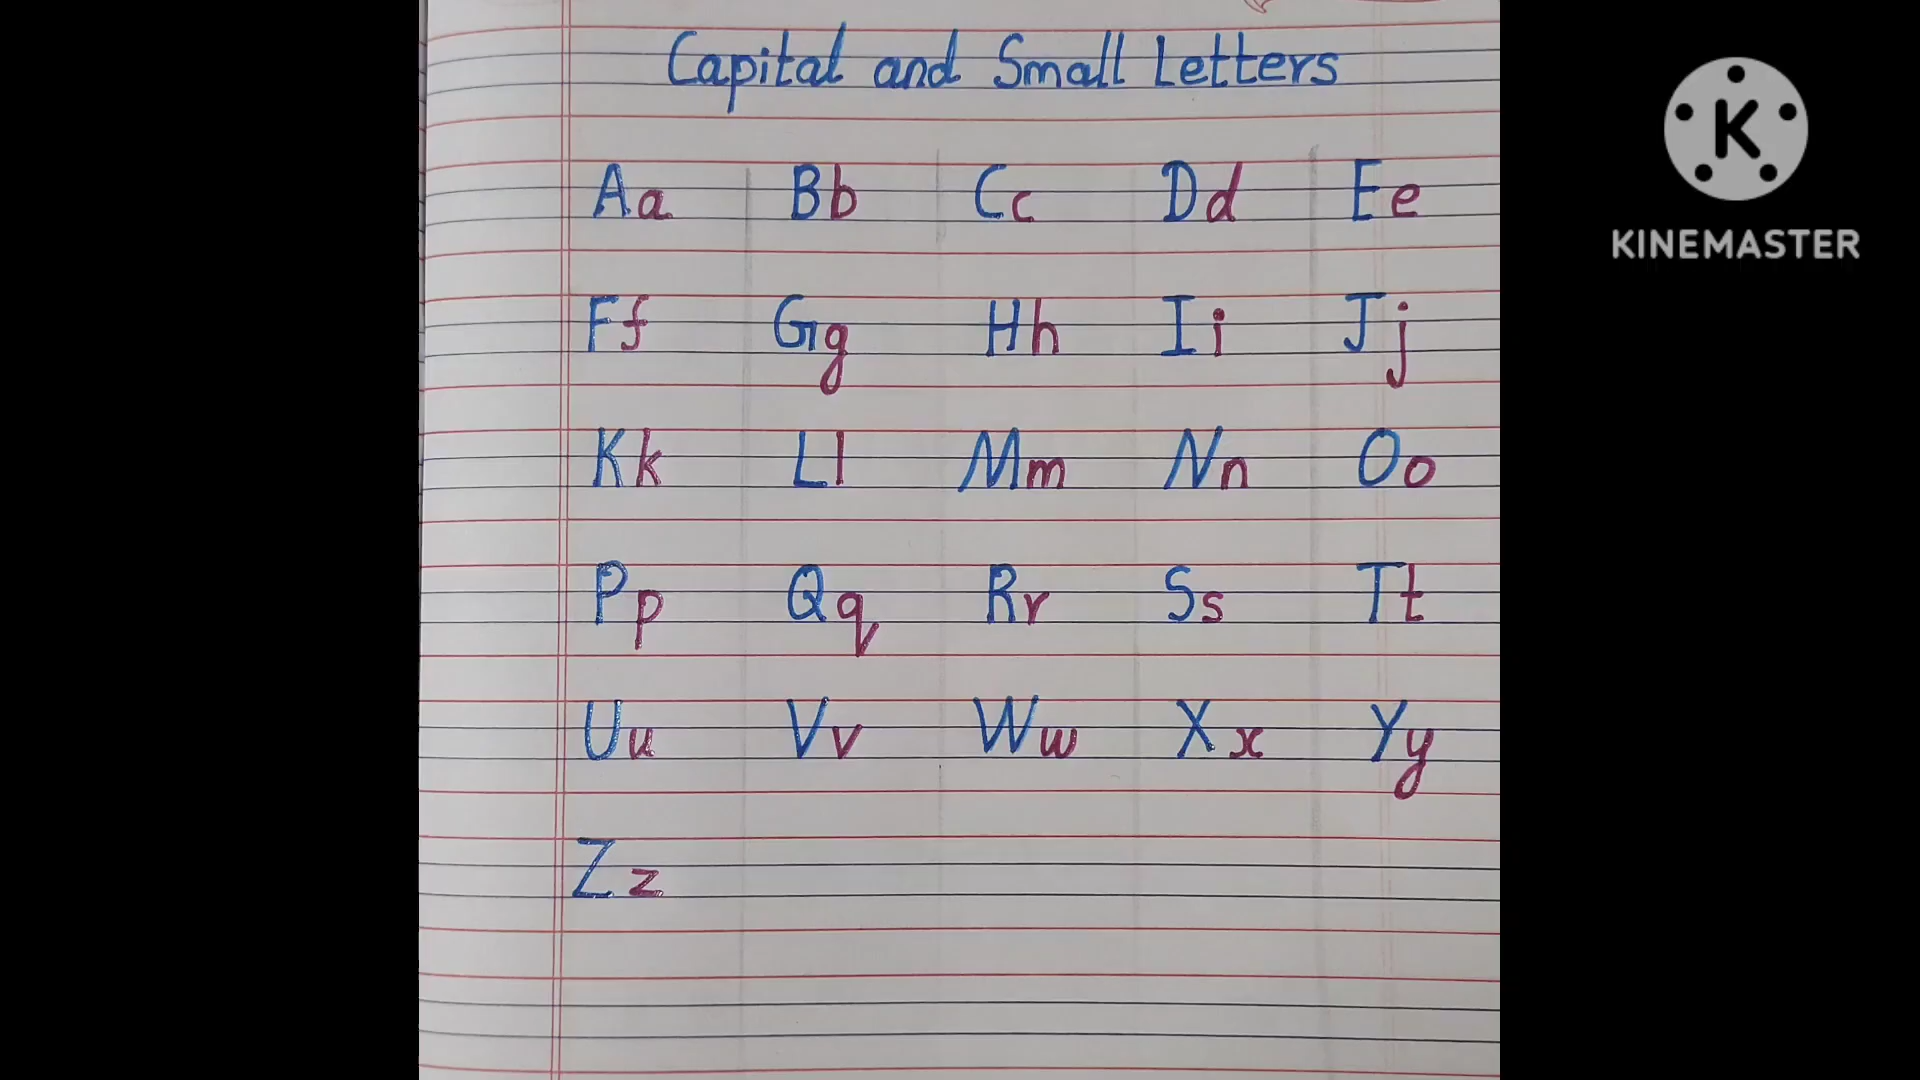 Capital and Small Letters
Aa Bb Cc Dd Ee
Ff Gg Hh Ii Jj
Kk Ll Mm Nn Oo
Pp Qq Rr Ss Tt
Uu Vv Ww Xx Yy
Zz
K
KINEMASTER